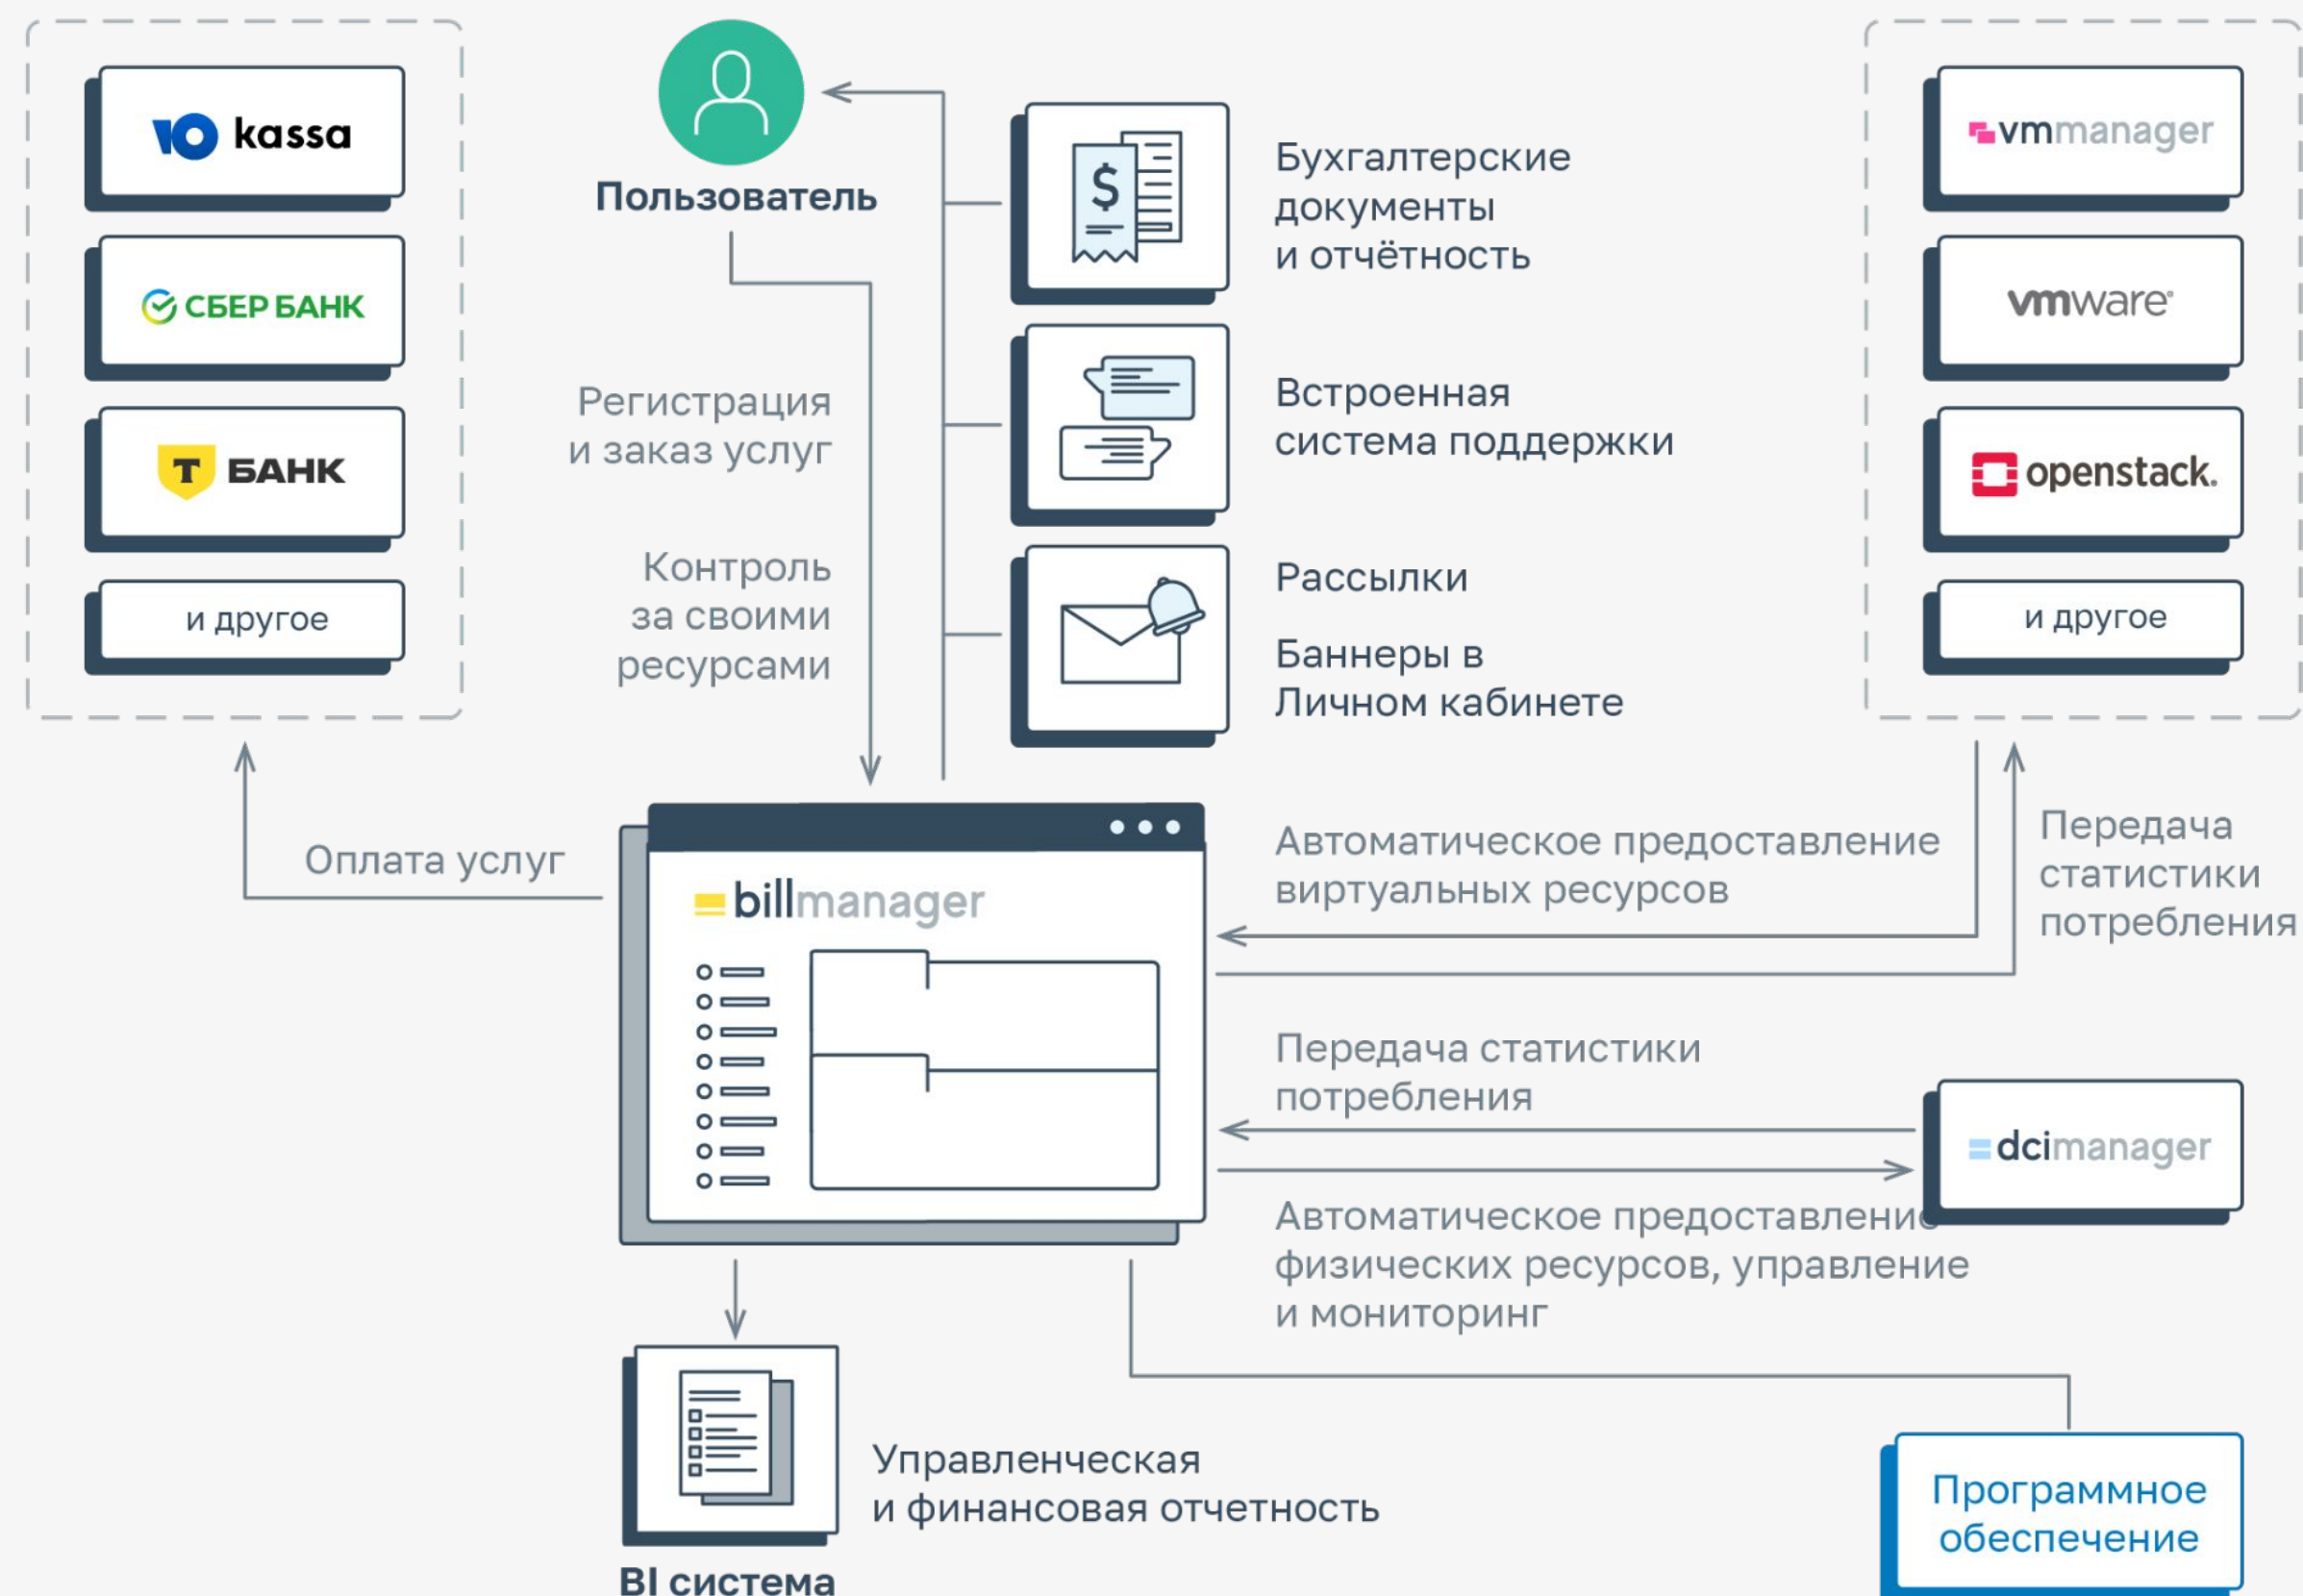 kassa
СБЕР БАНК
Т БАНК
и другое
Пользователь
Регистрация
и заказ услуг
Контроль
за своими
ресурсами
Бухгалтерские
документы
и отчётность
Встроенная
система поддержки
Рассылки
Баннеры в
Личном кабинете
vmmanager
vmware®
openstack.
и другое
Оплата услуг
billmanager
Автоматическое предоставление
виртуальных ресурсов
Передача
статистики
потребления
Передача статистики
потребления
dcimanager
Автоматическое предоставление
физических ресурсов, управление
и мониторинг
Управленческая
и финансовая отчетность
BI система
Программное
обеспечение